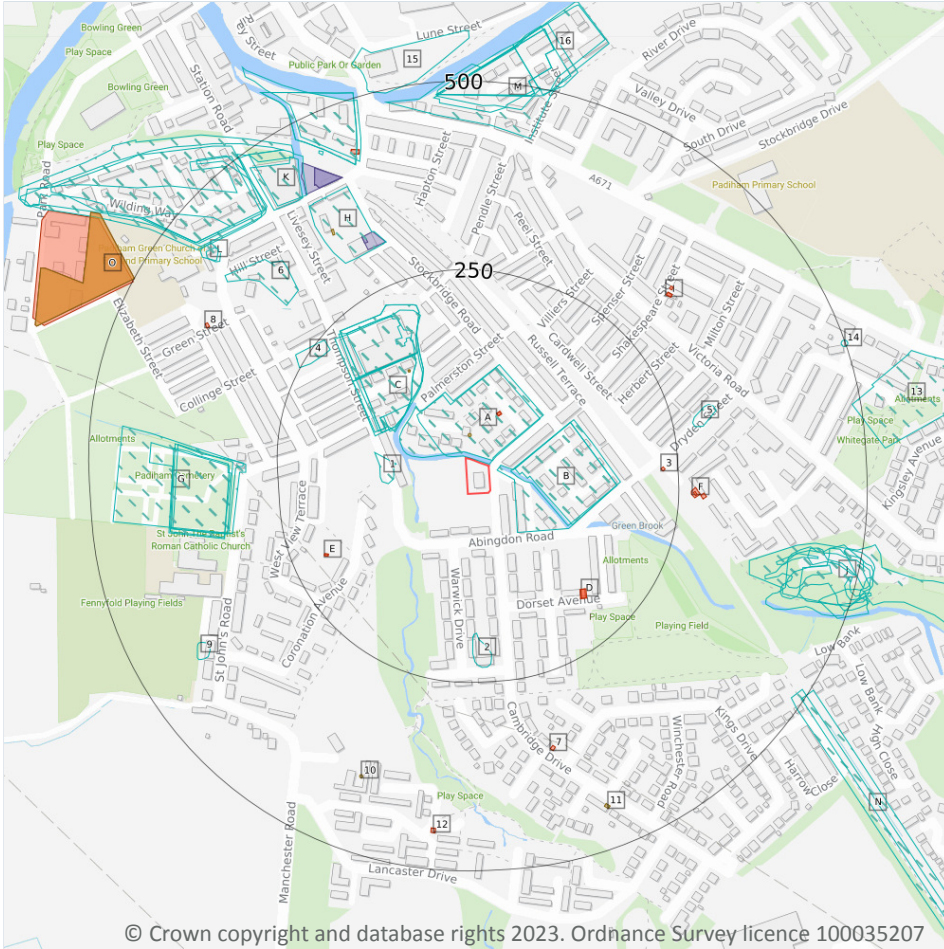 Bowling Green
Play Space
Lune Street
15
16
River Drive
Public Park Or Garden
500
M
Institute Street
Station Road
Bowling Green
Valley Drive
South Drive
Stockbridge Drive
Play Space
Hapton Street
A671
Pendle Street
Padiham Primary School
K
Park Road
Wilding Way
H
Peel Street
Livesey Street
L
O
Hill Street
6
250
Stockbridge Road
Elizabeth Street
Villiers Street
Spenser Street
Shakespeare Street
Milton Street
8
Green Street
4
Thompson Street
Palmerston Street
Cardwell Street
Russell Terrace
Herbert Street
Victoria Road
14
Collinge Street
C
13
Allotments
A
5
Dryden Street
Play Space
Whitegate Park
Allotments
Kingsley Avenue
1
3
B
G
Padiham Cemetery
F
West View Terrace
Green Brook
St John The Baptist's
Roman Catholic Church
Abingdon Road
E
Allotments
J
Fennyfold Playing Fields
Coronation Avenue
Warwick Drive
D
Dorset Avenue
Play Space
Playing Field
9
St John's Road
2
Low Bank
Low Bank
High Close
Cambridge Drive
7
Kings Drive
Winchester Road
Harrow Close
10
Play Space
11
N
12
Manchester Road
Lancaster Drive
© Crown copyright and database rights 2023. Ordnance Survey licence 100035207